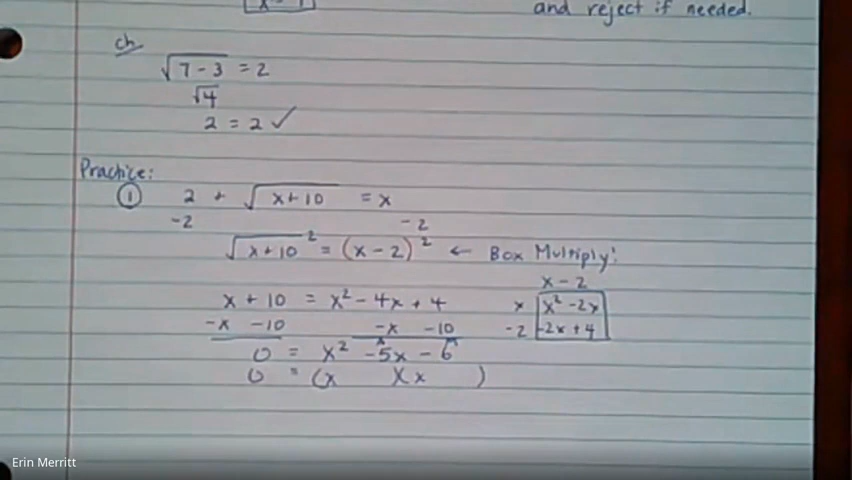 and reject if needed.
ch
√7 - 3 = 2
√4
2 = 2 ✓
Practice:
① 2 + √x+10 = x
-2 -2
√x+10² = (x-2)² ← Box Multiply:
x - 2
x + 10 = x² - 4x + 4 x x² -2x
-x -10 -x -10 -2 -2x + 4
0 = x² -5x - 6
0 = (x )(x )
Erin Merritt